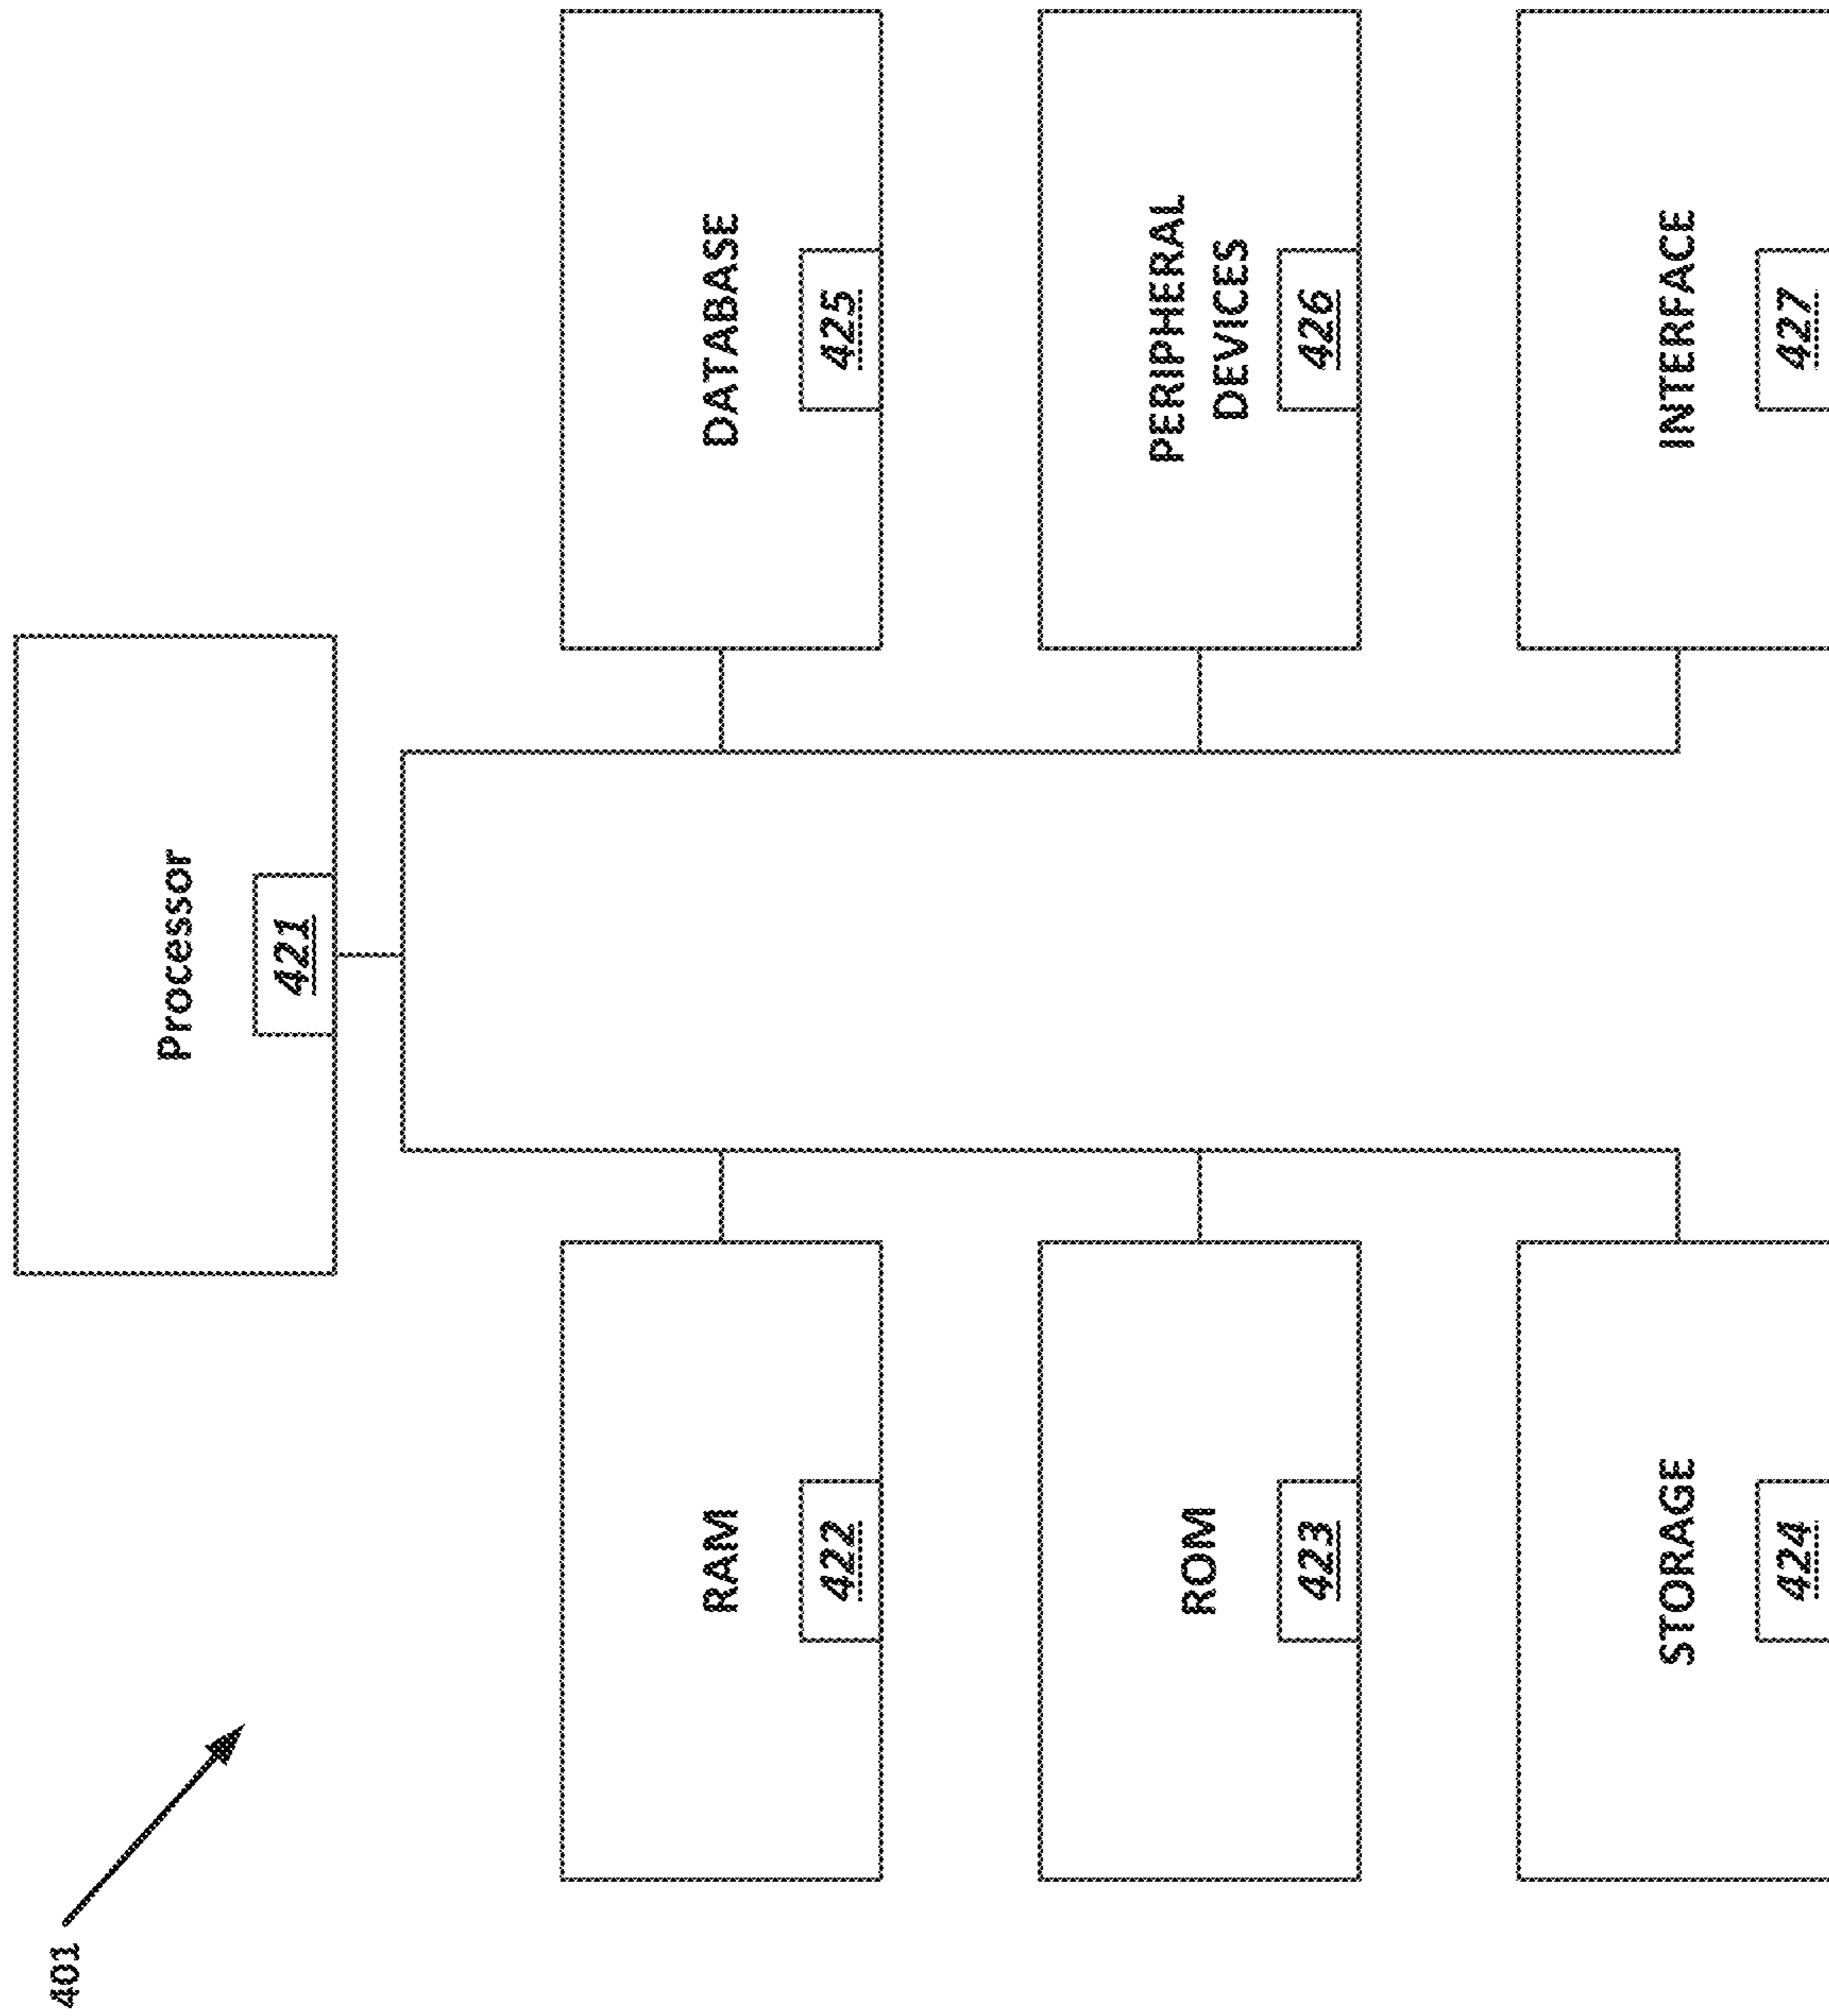 401
Processor
421
RAM
422
DATABASE
425
ROM
423
PERIPHERAL
DEVICES
426
STORAGE
424
INTERFACE
427